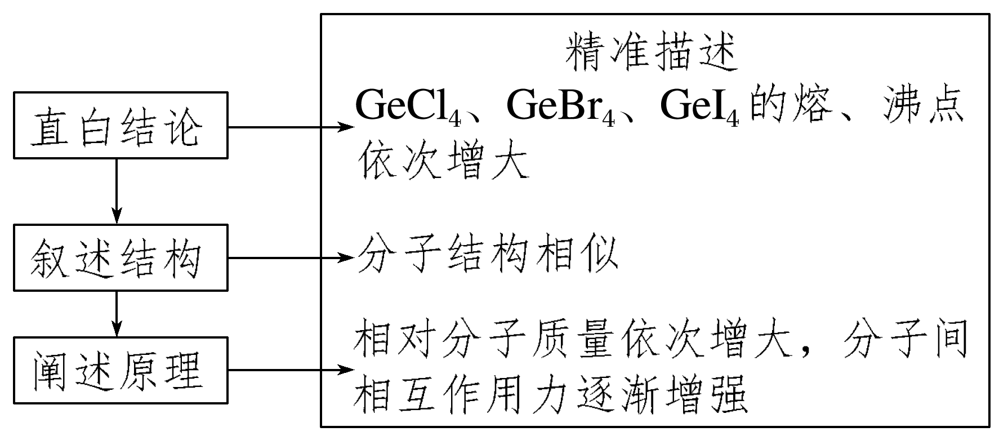 精准描述
直白结论
GeCl₄、GeBr₄、GeI₄的熔、沸点
依次增大
叙述结构
分子结构相似
阐述原理
相对分子质量依次增大，分子间
相互作用力逐渐增强